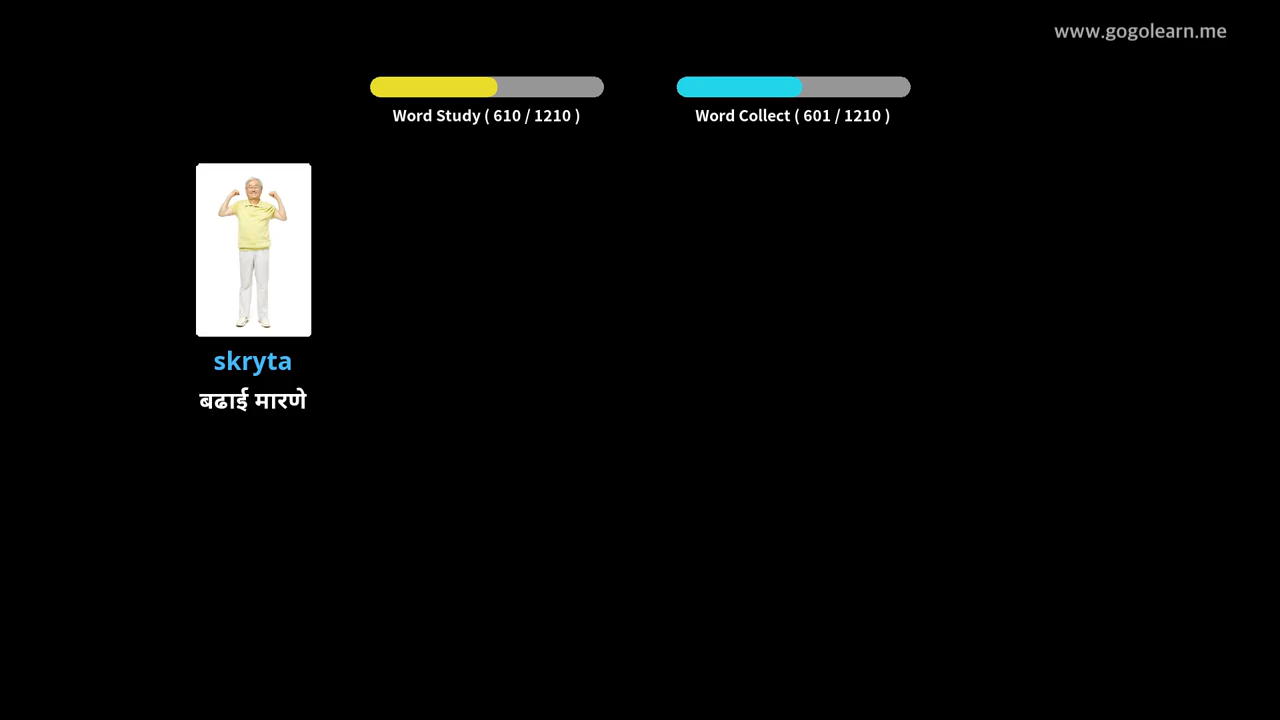 www.gogolearn.me
Word Study ( 610 / 1210 )
Word Collect ( 601 / 1210 )
skryta
बढाई मारणे